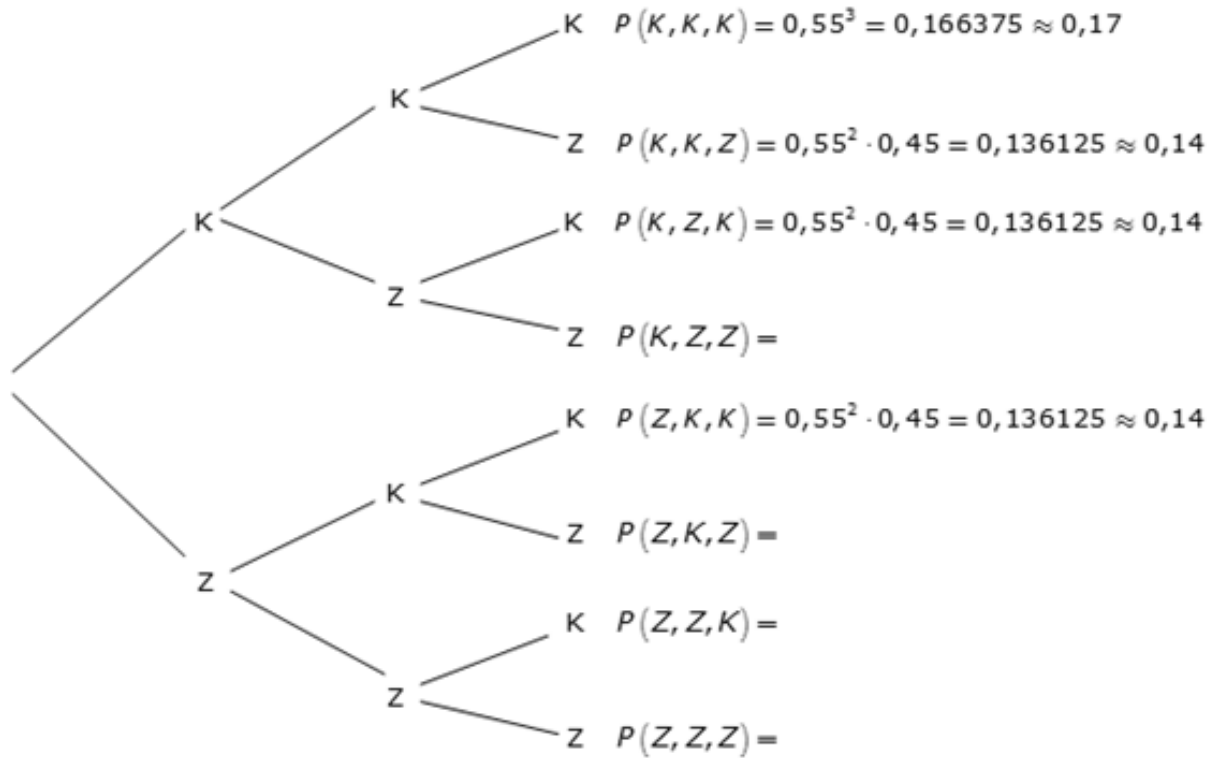 K P(K, K, K) = 0,55³ = 0,166375 ≈ 0,17
K
Z P(K, K, Z) = 0,55² · 0, 45 = 0,136125 ≈ 0,14
K
K P(K, Z, K) = 0,55² · 0, 45 = 0,136125 ≈ 0,14
Z
Z P(K, Z, Z) =
K P(Z, K, K) = 0,55² · 0, 45 = 0,136125 ≈ 0,14
K
Z P(Z, K, Z) =
Z
K P(Z, Z, K) =
Z
Z P(Z, Z, Z) =